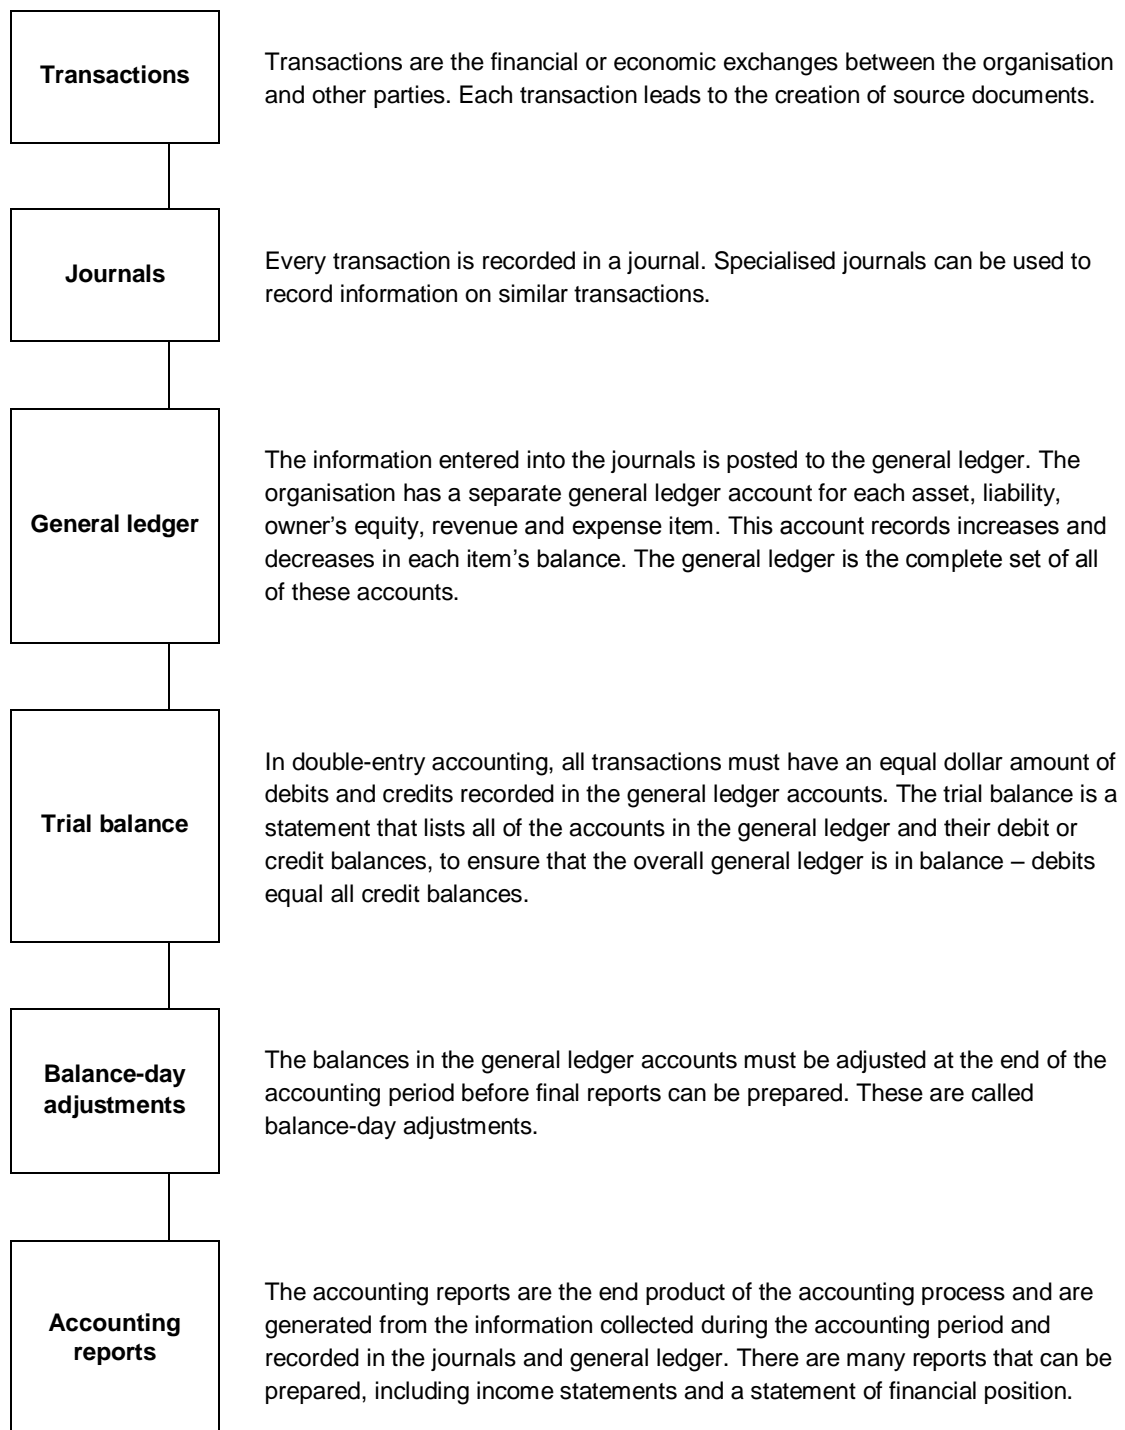 Transactions
Transactions are the financial or economic exchanges between the organisation
and other parties. Each transaction leads to the creation of source documents.
Journals
Every transaction is recorded in a journal. Specialised journals can be used to
record information on similar transactions.
General ledger
The information entered into the journals is posted to the general ledger. The
organisation has a separate general ledger account for each asset, liability,
owner’s equity, revenue and expense item. This account records increases and
decreases in each item’s balance. The general ledger is the complete set of all
of these accounts.
Trial balance
In double-entry accounting, all transactions must have an equal dollar amount of
debits and credits recorded in the general ledger accounts. The trial balance is a
statement that lists all of the accounts in the general ledger and their debit or
credit balances, to ensure that the overall general ledger is in balance – debits
equal all credit balances.
Balance-day
adjustments
The balances in the general ledger accounts must be adjusted at the end of the
accounting period before final reports can be prepared. These are called
balance-day adjustments.
Accounting
reports
The accounting reports are the end product of the accounting process and are
generated from the information collected during the accounting period and
recorded in the journals and general ledger. There are many reports that can be
prepared, including income statements and a statement of financial position.